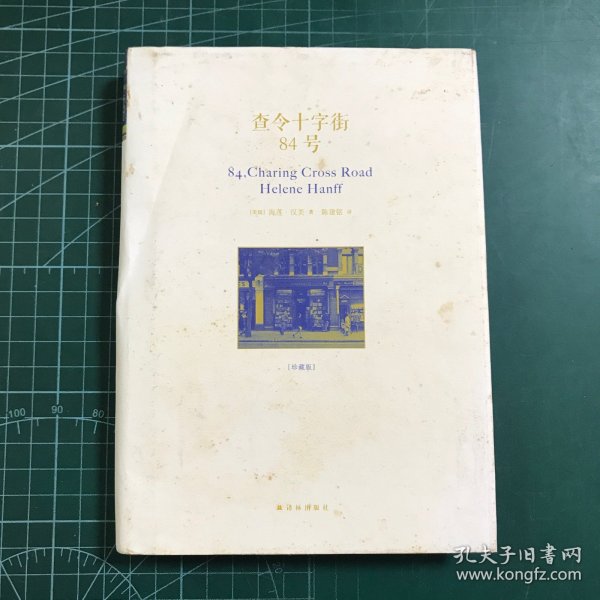 查令十字街
84号
84,Charing Cross Road
Helene Hanff
[美国] 海莲·汉芙 著 陈建铭 译
[珍藏版]
译林出版社
100 90 80
孔夫子旧书网
www.kongfz.com